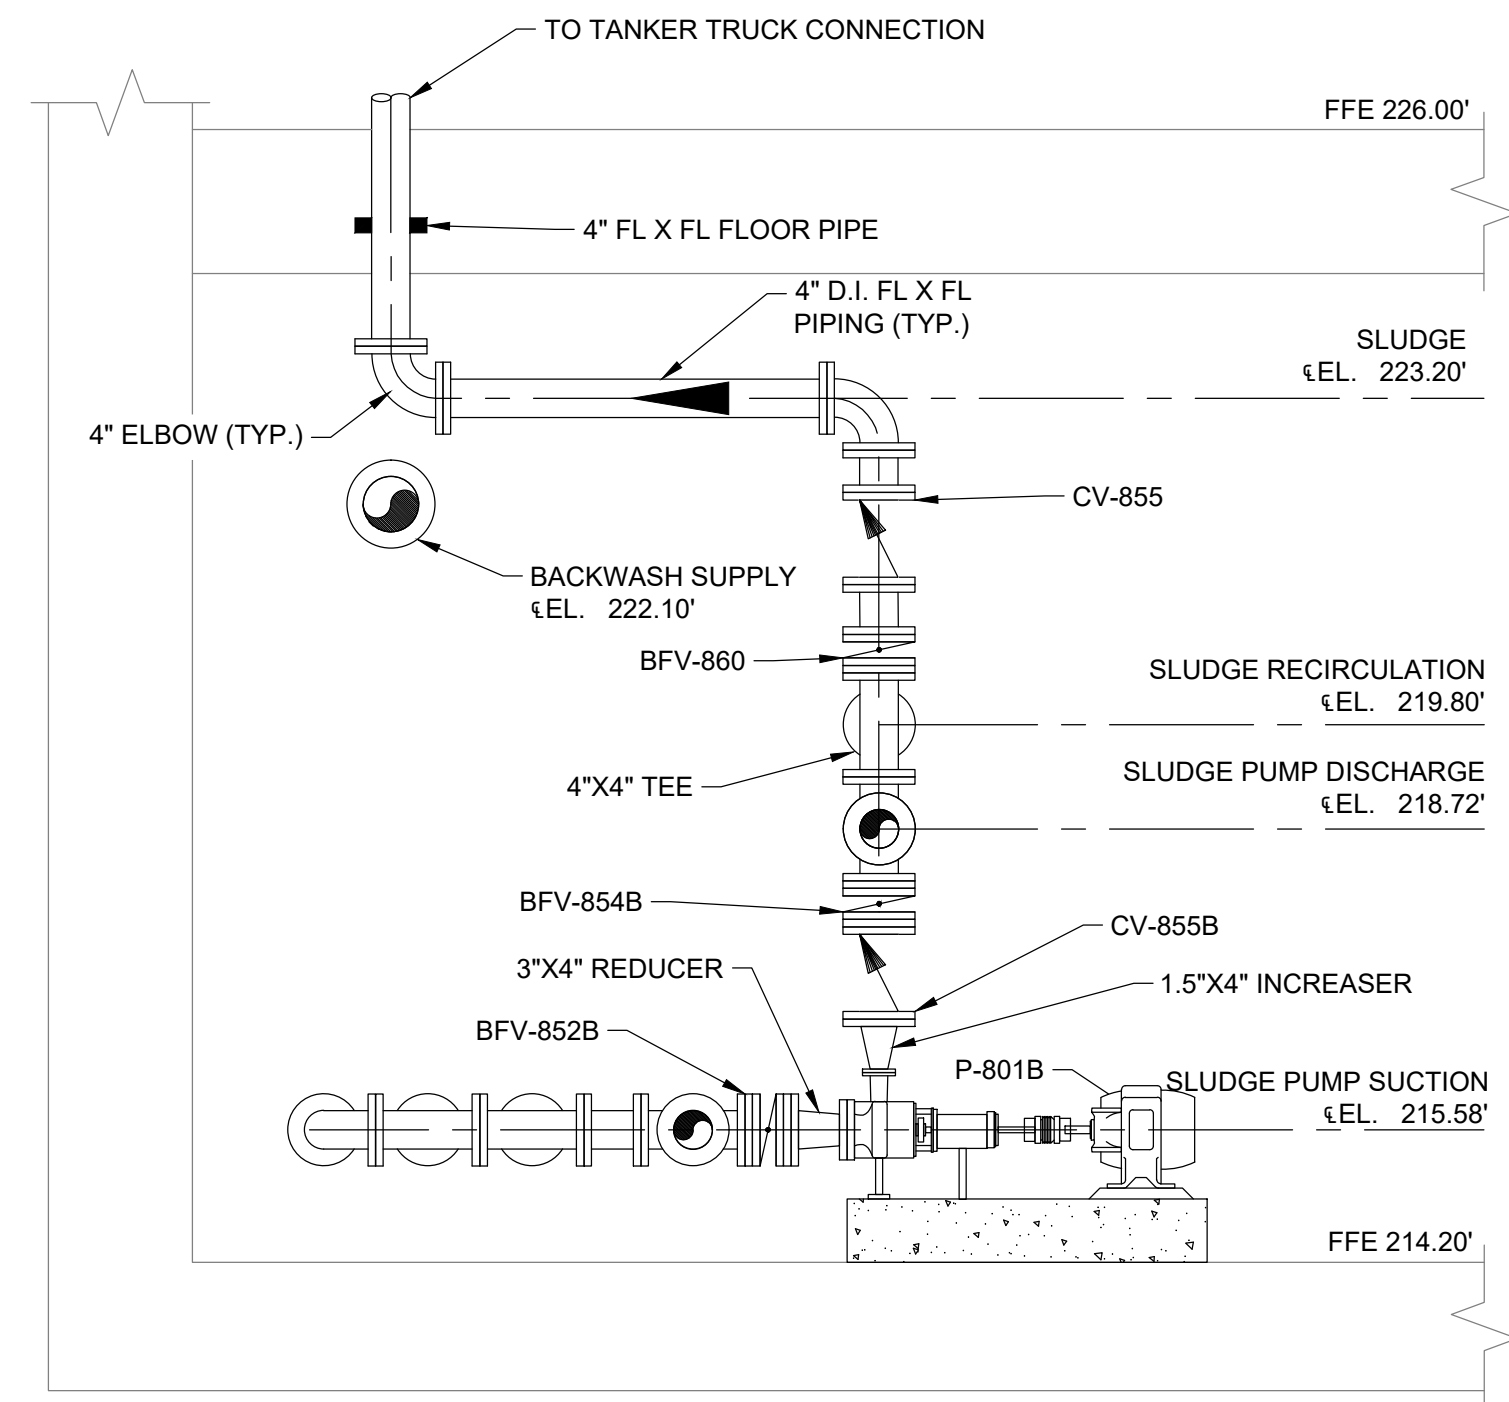 TO TANKER TRUCK CONNECTION
FFE 226.00'
4" FL X FL FLOOR PIPE
4" D.I. FL X FL
PIPING (TYP.)
SLUDGE
℄EL. 223.20'
4" ELBOW (TYP.)
CV-855
BACKWASH SUPPLY
℄EL. 222.10'
BFV-860
SLUDGE RECIRCULATION
℄EL. 219.80'
4"X4" TEE
SLUDGE PUMP DISCHARGE
℄EL. 218.72'
BFV-854B
CV-855B
3"X4" REDUCER
1.5"X4" INCREASER
BFV-852B
P-801B
SLUDGE PUMP SUCTION
℄EL. 215.58'
FFE 214.20'